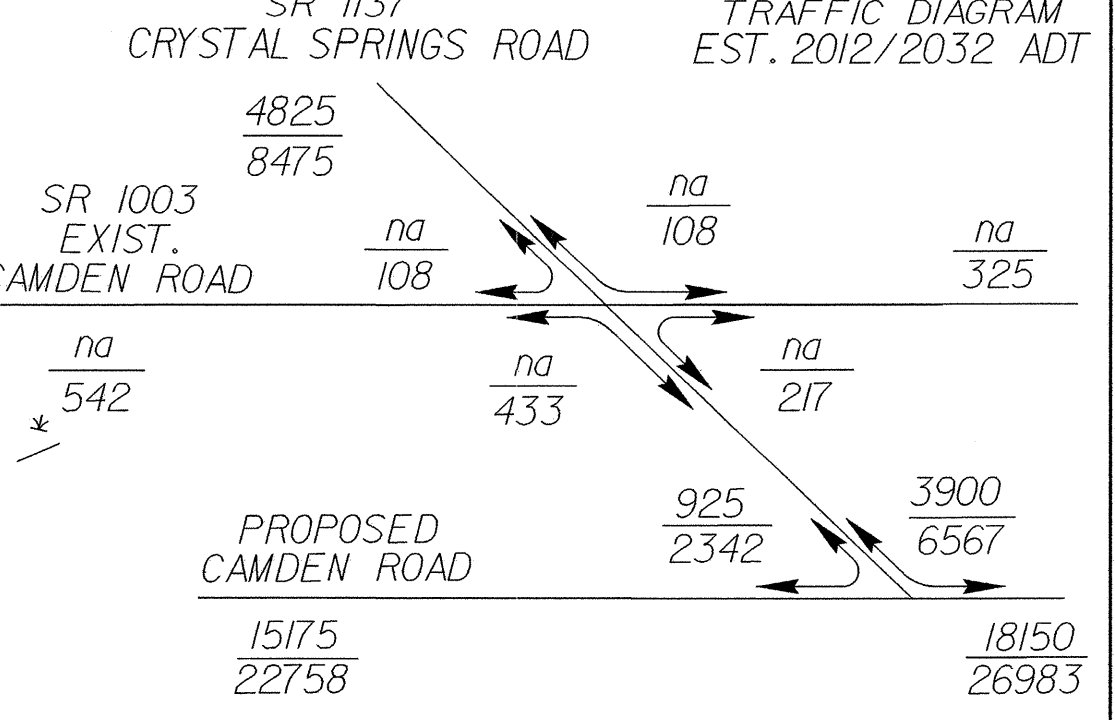 SR 1137
CRYSTAL SPRINGS ROAD
TRAFFIC DIAGRAM
EST. 2012/2032 ADT
4825
8475
SR 1003
EXIST.
CAMDEN ROAD
na
108
na
108
na
325
na
542
*
na
433
na
217
PROPOSED
CAMDEN ROAD
925
2342
3900
6567
15175
22758
18150
26983